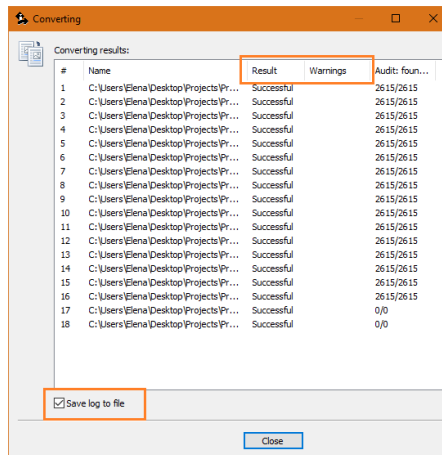 Converting
Converting results:
# Name Result Warnings Audit: foun...
1 C:\Users\Elena\Desktop\Projects\Pr... Successful 2615/2615
2 C:\Users\Elena\Desktop\Projects\Pr... Successful 2615/2615
3 C:\Users\Elena\Desktop\Projects\Pr... Successful 2615/2615
4 C:\Users\Elena\Desktop\Projects\Pr... Successful 2615/2615
5 C:\Users\Elena\Desktop\Projects\Pr... Successful 2615/2615
6 C:\Users\Elena\Desktop\Projects\Pr... Successful 2615/2615
7 C:\Users\Elena\Desktop\Projects\Pr... Successful 2615/2615
8 C:\Users\Elena\Desktop\Projects\Pr... Successful 2615/2615
9 C:\Users\Elena\Desktop\Projects\Pr... Successful 2615/2615
10 C:\Users\Elena\Desktop\Projects\Pr... Successful 2615/2615
11 C:\Users\Elena\Desktop\Projects\Pr... Successful 2615/2615
12 C:\Users\Elena\Desktop\Projects\Pr... Successful 2615/2615
13 C:\Users\Elena\Desktop\Projects\Pr... Successful 2615/2615
14 C:\Users\Elena\Desktop\Projects\Pr... Successful 2615/2615
15 C:\Users\Elena\Desktop\Projects\Pr... Successful 2615/2615
16 C:\Users\Elena\Desktop\Projects\Pr... Successful 2615/2615
17 C:\Users\Elena\Desktop\Projects\Pr... Successful 0/0
18 C:\Users\Elena\Desktop\Projects\Pr... Successful 0/0
Save log to file
Close